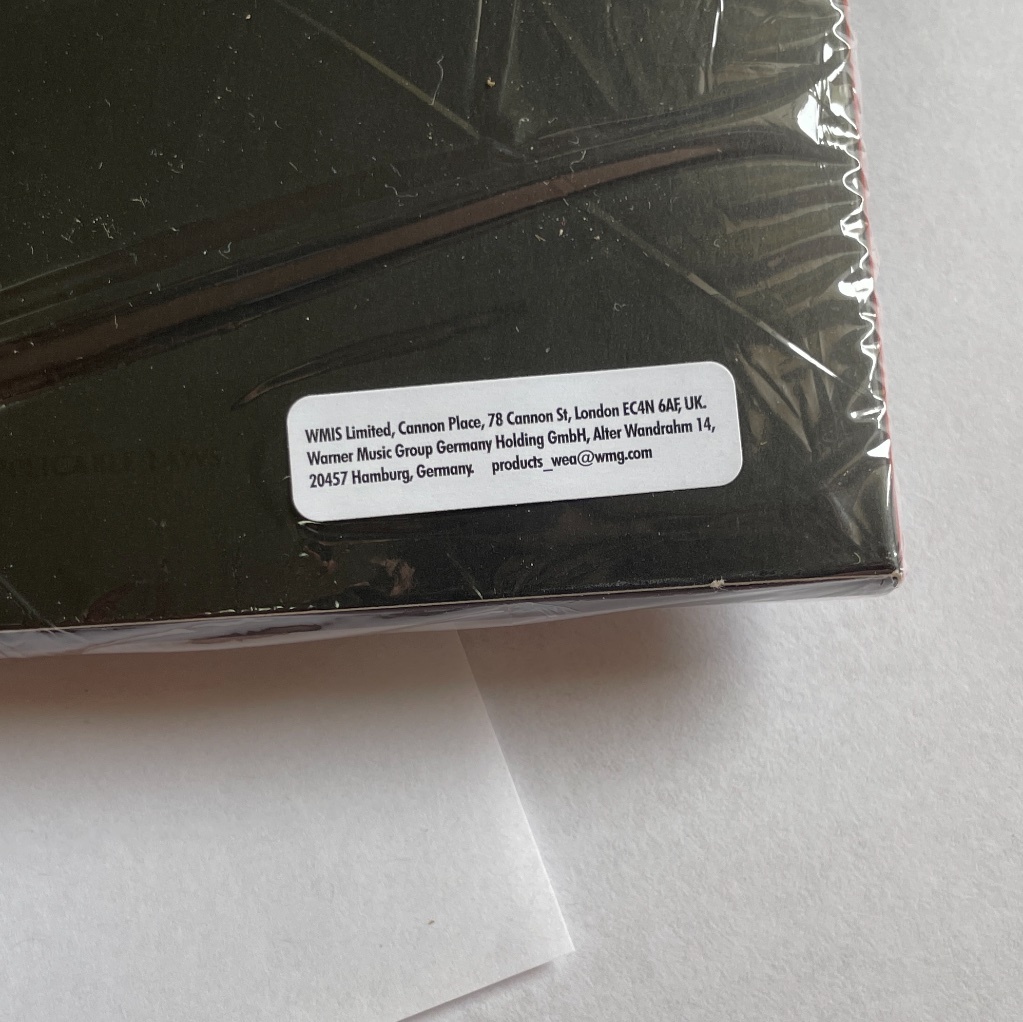 WMIS Limited, Cannon Place, 78 Cannon St, London EC4N 6AF, UK.
Warner Music Group Germany Holding GmbH, Alter Wandrahm 14,
20457 Hamburg, Germany. products_wea@wmg.com